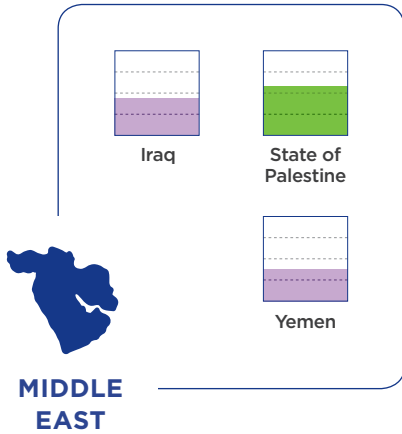 Iraq
State of
Palestine
Yemen
MIDDLE
EAST